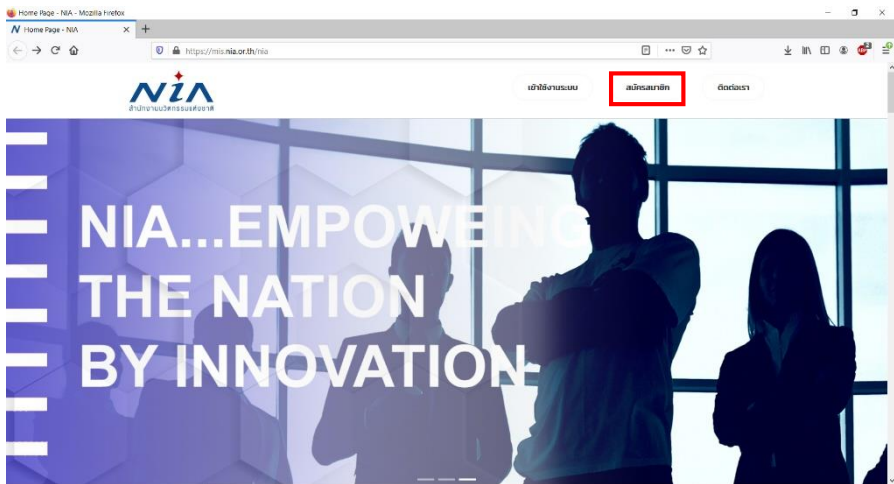 Home Page - NIA - Mozilla Firefox
Home Page - NIA
https://mis.nia.or.th/nia
NiA
สำนักงานนวัตกรรมแห่งชาติ
เข้าใช้งานระบบ
สมัครสมาชิก
ติดต่อเรา
NIA...EMPOWEING
THE NATION
BY INNOVATION